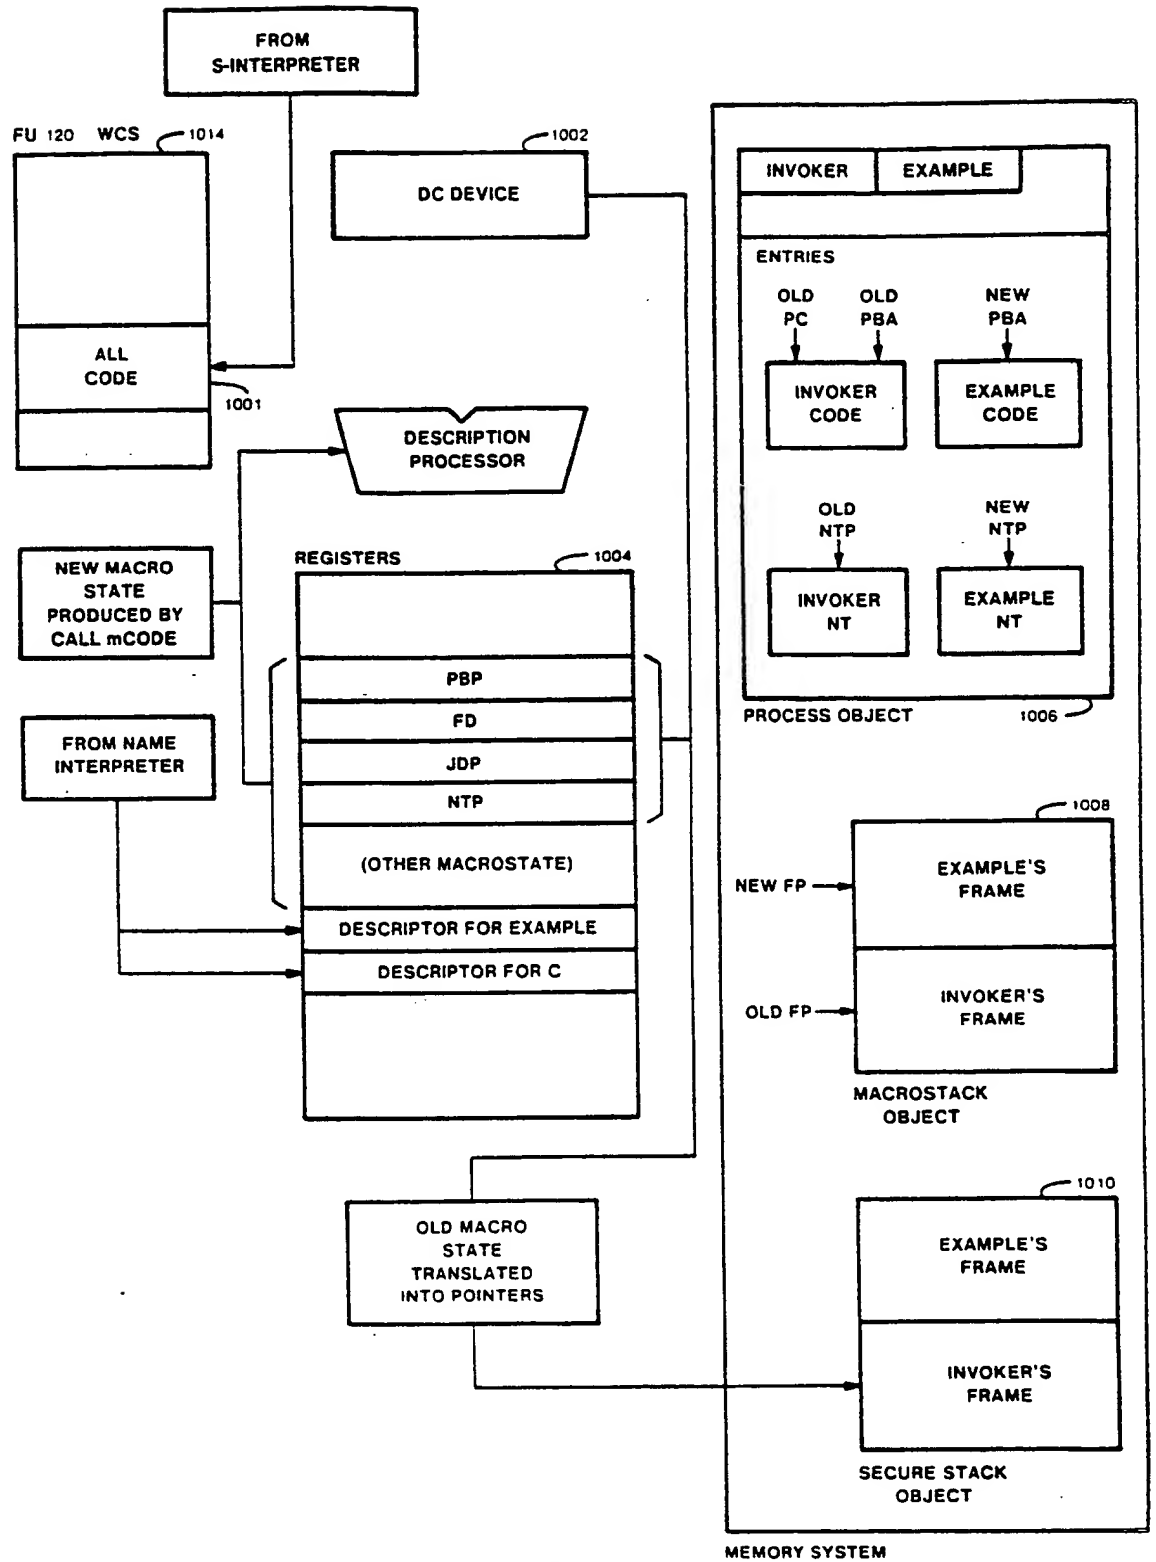 FROM
S-INTERPRETER
FU 120 WCS
1014
ALL
CODE
1001
1002
DC DEVICE
DESCRIPTION
PROCESSOR
NEW MACRO
STATE
PRODUCED BY
CALL mCODE
FROM NAME
INTERPRETER
REGISTERS
1004
PBP
FD
JDP
NTP
(OTHER MACROSTATE)
DESCRIPTOR FOR EXAMPLE
DESCRIPTOR FOR C
OLD MACRO
STATE
TRANSLATED
INTO POINTERS
INVOKER
EXAMPLE
ENTRIES
OLD
PC
OLD
PBA
NEW
PBA
INVOKER
CODE
EXAMPLE
CODE
OLD
NTP
NEW
NTP
INVOKER
NT
EXAMPLE
NT
PROCESS OBJECT
1006
1008
NEW FP
EXAMPLE'S
FRAME
OLD FP
INVOKER'S
FRAME
MACROSTACK
OBJECT
1010
EXAMPLE'S
FRAME
INVOKER'S
FRAME
SECURE STACK
OBJECT
MEMORY SYSTEM